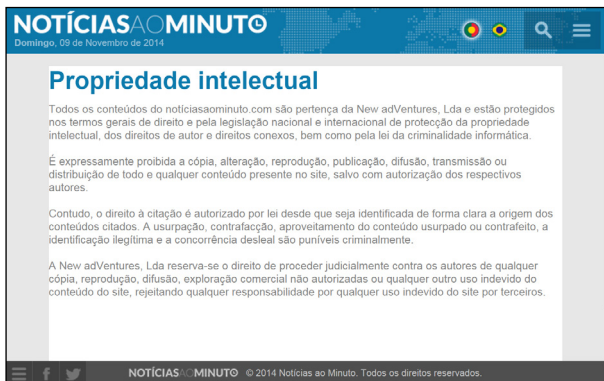 NOTÍCIASAOMINUTO
Domingo, 09 de Novembro de 2014
Propriedade intelectual
Todos os conteúdos do noticiasaominuto.com são pertença da New adVentures, Lda e estão protegidos
nos termos gerais de direito e pela legislação nacional e internacional de protecção da propriedade
intelectual, dos direitos de autor e direitos conexos, bem como pela lei da criminalidade informática.
É expressamente proibida a cópia, alteração, reprodução, publicação, difusão, transmissão ou
distribuição de todo e qualquer conteúdo presente no site, salvo com autorização dos respectivos
autores.
Contudo, o direito à citação é autorizado por lei desde que seja identificada de forma clara a origem dos
conteúdos citados. A usurpação, contrafacção, aproveitamento do conteúdo usurpado ou contrafeito, a
identificação ilegítima e a concorrência desleal são puníveis criminalmente.
A New adVentures, Lda reserva-se o direito de proceder judicialmente contra os autores de qualquer
cópia, reprodução, difusão, exploração comercial não autorizadas ou qualquer outro uso indevido do
conteúdo do site, rejeitando qualquer responsabilidade por qualquer uso indevido do site por terceiros.
NOTÍCIASAOMINUTO © 2014 Notícias ao Minuto. Todos os direitos reservados.